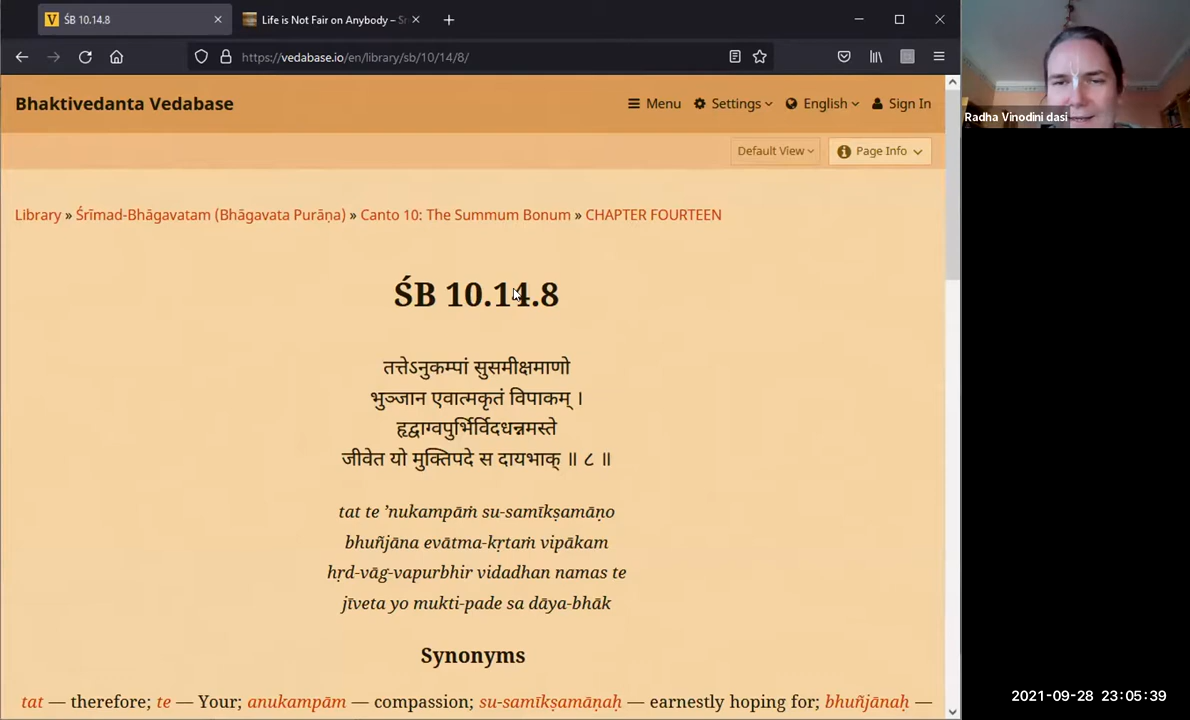 ŚB 10.14.8
Life is Not Fair on Anybody – Sr
https://vedabase.io/en/library/sb/10/14/8/
Radha Vinodini dasi
Bhaktivedanta Vedabase
Menu Settings English Sign In
Default View Page Info
Library » Śrīmad-Bhāgavatam (Bhāgavata Purāṇa) » Canto 10: The Summum Bonum » CHAPTER FOURTEEN
ŚB 10.14.8
तत्तेऽनुकम्पां सुसमीक्षमाणो
भुञ्जान एवात्मकृतं विपाकम् ।
हृद्वाग्वपुर्भिर्विदधन्नमस्ते
जीवेत यो मुक्तिपदे स दायभाक् ॥ ८ ॥
tat te ’nukampāṁ su-samīkṣamāṇo
bhuñjāna evātma-kṛtaṁ vipākam
hṛd-vāg-vapurbhir vidadhan namas te
jīveta yo mukti-pade sa dāya-bhāk
Synonyms
tat — therefore; te — Your; anukampām — compassion; su-samīkṣamāṇaḥ — earnestly hoping for; bhuñjānaḥ —
2021-09-28 23:05:39